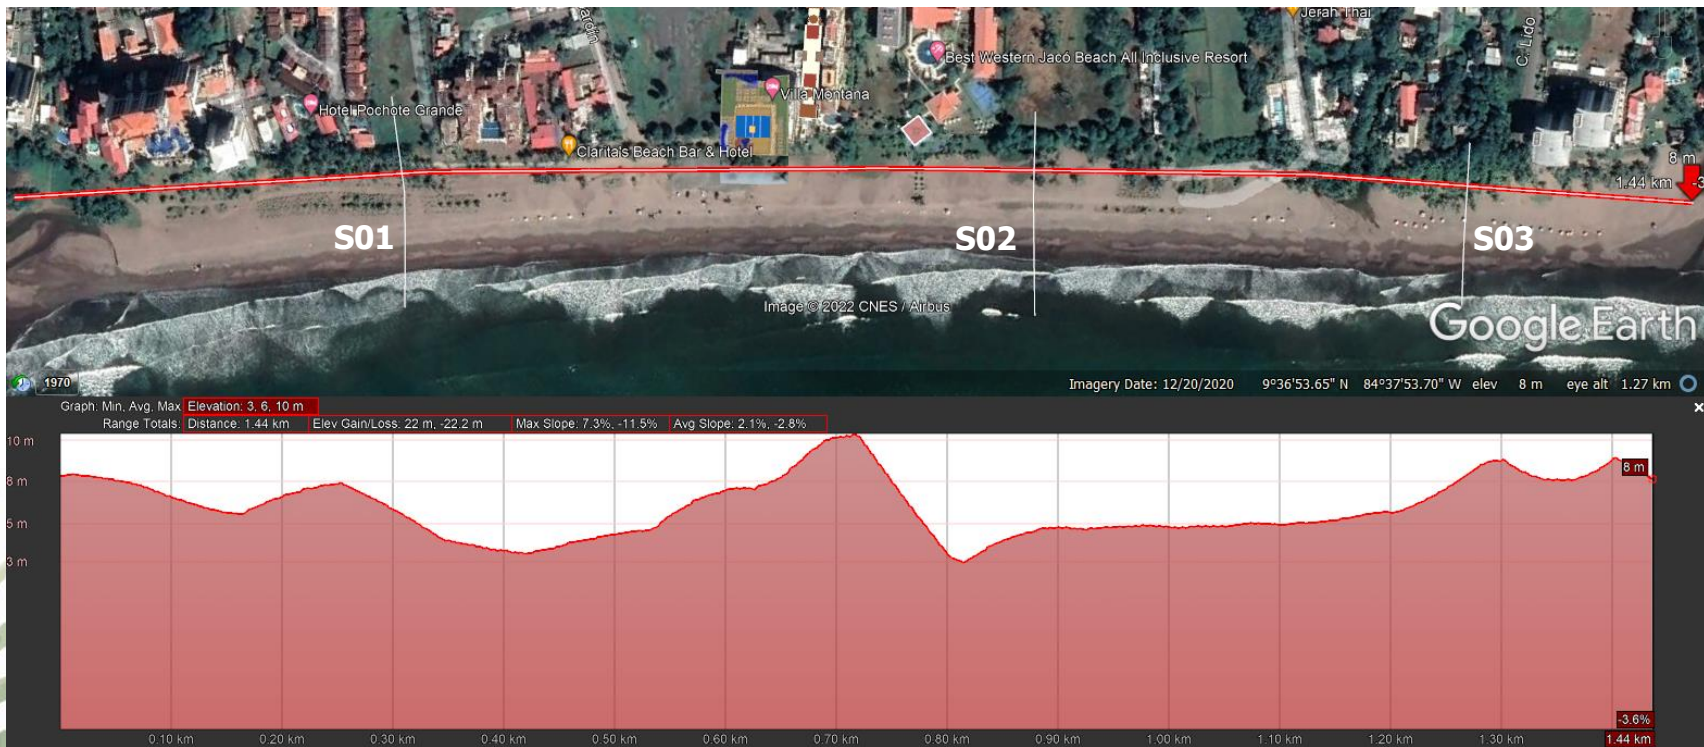 Jerah Thai
C. Lido
Best Western Jacó Beach All Inclusive Resort
Villa Montana
Hotel Pochote Grande
Clarita's Beach Bar & Hotel
8 m
1.44 km
S01
S02
S03
Image © 2022 CNES / Airbus
Google Earth
1970
Imagery Date: 12/20/2020 9°36'53.65" N 84°37'53.70" W elev 8 m eye alt 1.27 km
Graph: Min, Avg, Max Elevation: 3, 6, 10 m
Range Totals: Distance: 1.44 km Elev Gain/Loss: 22 m, -22.2 m Max Slope: 7.3%, -11.5% Avg Slope: 2.1%, -2.8%
10 m
8 m
8 m
5 m
3 m
-3.6%
0.10 km 0.20 km 0.30 km 0.40 km 0.50 km 0.60 km 0.70 km 0.80 km 0.90 km 1.00 km 1.10 km 1.20 km 1.30 km 1.44 km